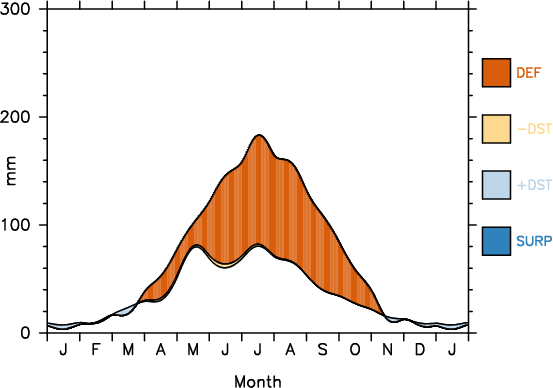 300
200
100
0
mm
J F M A M J J A S O N D J
Month
DEF
−DST
+DST
SURP